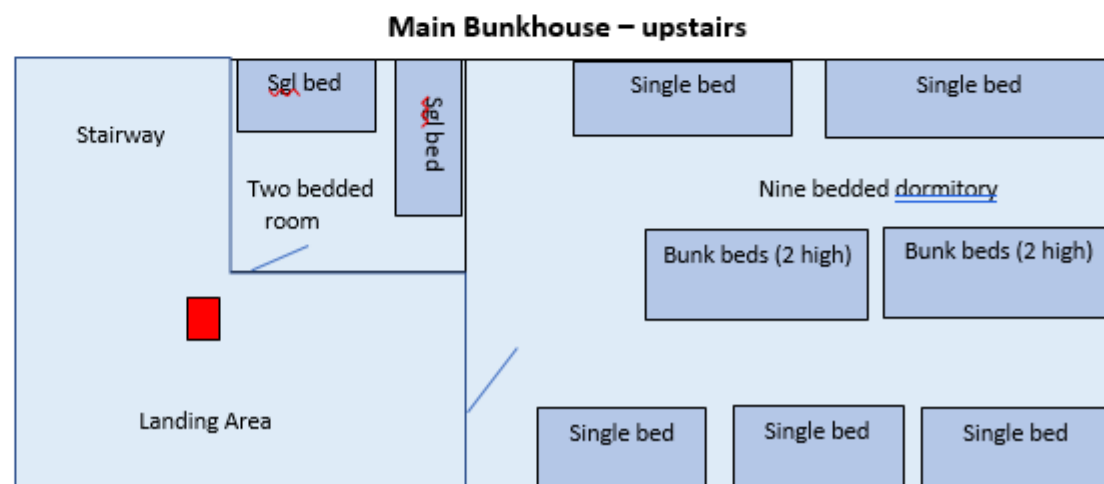 Main Bunkhouse – upstairs
Sgl bed
Sgl bed
Single bed
Single bed
Stairway
Two bedded
room
Nine bedded dormitory
Bunk beds (2 high)
Bunk beds (2 high)
Landing Area
Single bed
Single bed
Single bed